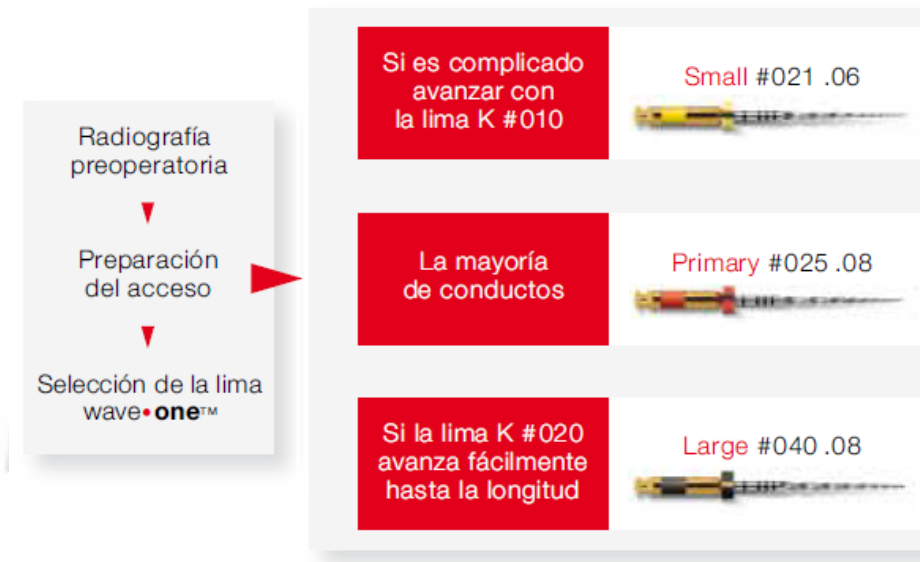 Radiografía
preoperatoria
Preparación
del acceso
Selección de la lima
wave•one™
Si es complicado
avanzar con
la lima K #010
Small #021 .06
La mayoría
de conductos
Primary #025 .08
Si la lima K #020
avanza fácilmente
hasta la longitud
Large #040 .08